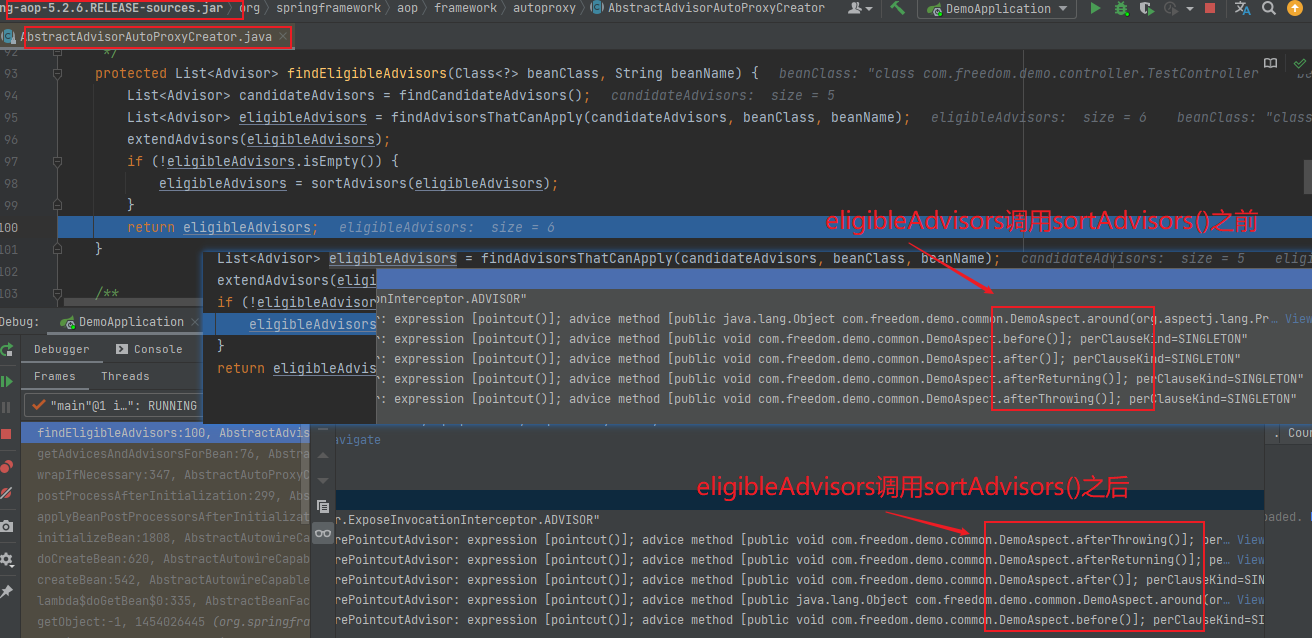 ng-aop-5.2.6.RELEASE-sources.jar org springframework aop framework autoproxy AbstractAdvisorAutoProxyCreator DemoApplication
AbstractAdvisorAutoProxyCreator.java
92 */
93 protected List<Advisor> findEligibleAdvisors(Class<?> beanClass, String beanName) { beanClass: "class com.freedom.demo.controller.TestController
94 List<Advisor> candidateAdvisors = findCandidateAdvisors(); candidateAdvisors: size = 5
95 List<Advisor> eligibleAdvisors = findAdvisorsThatCanApply(candidateAdvisors, beanClass, beanName); eligibleAdvisors: size = 6 beanClass: "class
96 extendAdvisors(eligibleAdvisors);
97 if (!eligibleAdvisors.isEmpty()) {
98 eligibleAdvisors = sortAdvisors(eligibleAdvisors);
99 }
100 return eligibleAdvisors; eligibleAdvisors: size = 6
101 }
102
103 /**
eligibleAdvisors调用sortAdvisors()之前
List<Advisor> eligibleAdvisors = findAdvisorsThatCanApply(candidateAdvisors, beanClass, beanName); candidateAdvisors: size = 5 eligi
extendAdvisors(eligi
if (!eligibleAdvisor
eligibleAdvisors
}
return eligibleAdvis
onInterceptor.ADVISOR"
r: expression [pointcut()]; advice method [public java.lang.Object com.freedom.demo.common.DemoAspect.around(org.aspectj.lang.Pr… View
r: expression [pointcut()]; advice method [public void com.freedom.demo.common.DemoAspect.before()]; perClauseKind=SINGLETON"
r: expression [pointcut()]; advice method [public void com.freedom.demo.common.DemoAspect.after()]; perClauseKind=SINGLETON"
r: expression [pointcut()]; advice method [public void com.freedom.demo.common.DemoAspect.afterReturning()]; perClauseKind=SINGLETON"
r: expression [pointcut()]; advice method [public void com.freedom.demo.common.DemoAspect.afterThrowing()]; perClauseKind=SINGLETON"
Debug: DemoApplication
Debugger Console
Frames Threads
"main"@1 i…": RUNNING
findEligibleAdvisors:100, AbstractAdvis
getAdvicesAndAdvisorsForBean:76, Abstra
wrapIfNecessary:347, AbstractAutoProxyC
postProcessAfterInitialization:299, Abs
applyBeanPostProcessorsAfterInitializat
initializeBean:1808, AbstractAutowireCa
doCreateBean:620, AbstractAutowireCapab
createBean:542, AbstractAutowireCapable
lambda$doGetBean$0:335, AbstractBeanFac
getObject:-1, 1454026445 (org.springfra
avigate
. Coun
eligibleAdvisors调用sortAdvisors()之后
oaded.
r.ExposeInvocationInterceptor.ADVISOR"
rePointcutAdvisor: expression [pointcut()]; advice method [public void com.freedom.demo.common.DemoAspect.afterThrowing()]; per… View
rePointcutAdvisor: expression [pointcut()]; advice method [public void com.freedom.demo.common.DemoAspect.afterReturning()]; pe… View
rePointcutAdvisor: expression [pointcut()]; advice method [public void com.freedom.demo.common.DemoAspect.after()]; perClauseKind=SIN
rePointcutAdvisor: expression [pointcut()]; advice method [public java.lang.Object com.freedom.demo.common.DemoAspect.around(or… View
rePointcutAdvisor: expression [pointcut()]; advice method [public void com.freedom.demo.common.DemoAspect.before()]; perClauseKind=SI